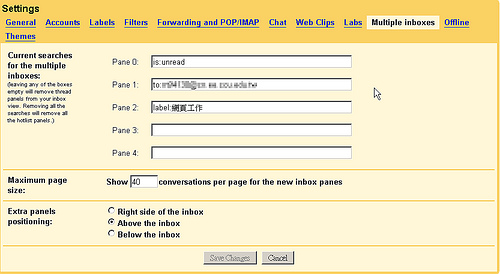 Settings
General Accounts Labels Filters Forwarding and POP/IMAP Chat Web Clips Labs Multiple inboxes Offline
Themes
Current searches
for the multiple
inboxes:
(leaving any of the boxes
empty will remove thread
panels from your inbox
view. Removing all the
searches will remove all
the hotlist panels.)
Pane 0: is:unread
Pane 1: to:
Pane 2: label:網頁工作
Pane 3:
Pane 4:
Maximum page
size:
Show 40 conversations per page for the new inbox panes
Extra panels
positioning:
Right side of the inbox
Above the inbox
Below the inbox
Save Changes Cancel